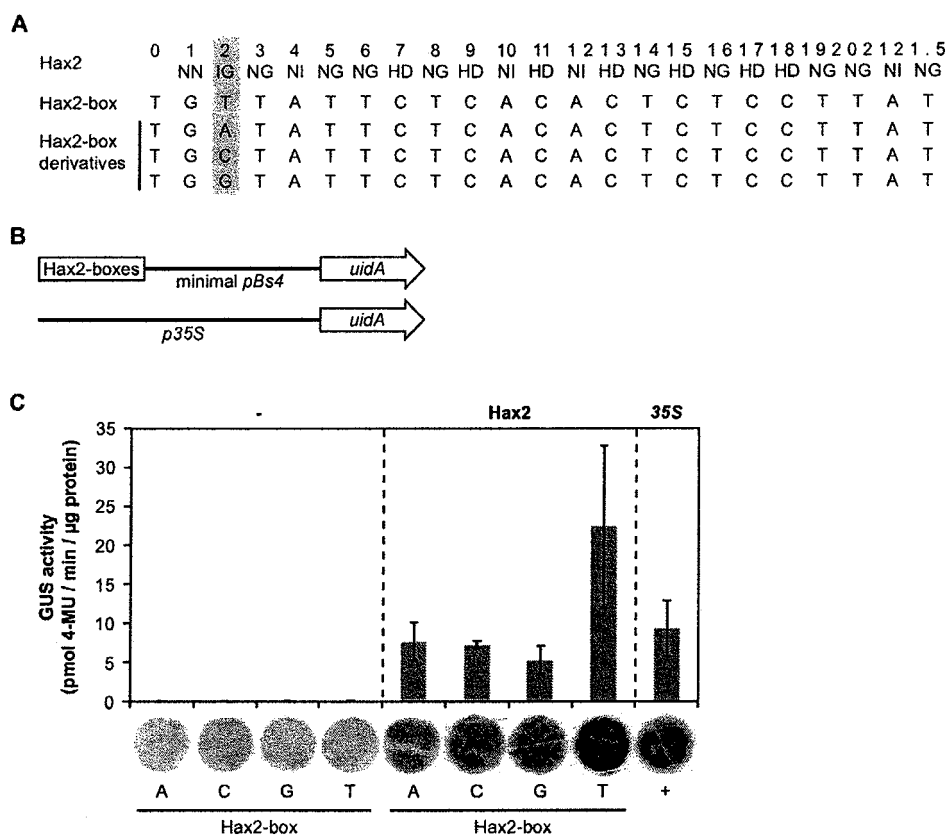 A
0 1 2 3 4 5 6 7 8 9 10 11 12 13 14 15 16 17 18 19 20 21 21.5
Hax2
NN IG NG NI NG NG HD NG HD NI HD NI HD NG HD NG HD HD NG NG NI NG
Hax2-box T G T T A T T C T C A C A C T C T C C T T A T
Hax2-box derivatives
T G A T A T T C T C A C A C T C T C C T T A T
T G C T A T T C T C A C A C T C T C C T T A T
T G G T A T T C T C A C A C T C T C C T T A T
B
Hax2-boxes minimal pBs4 uidA
p35S uidA
C
- Hax2 35S
GUS activity
(pmol 4-MU / min / µg protein)
35
30
25
20
15
10
5
0
A C G T A C G T +
Hax2-box Hax2-box